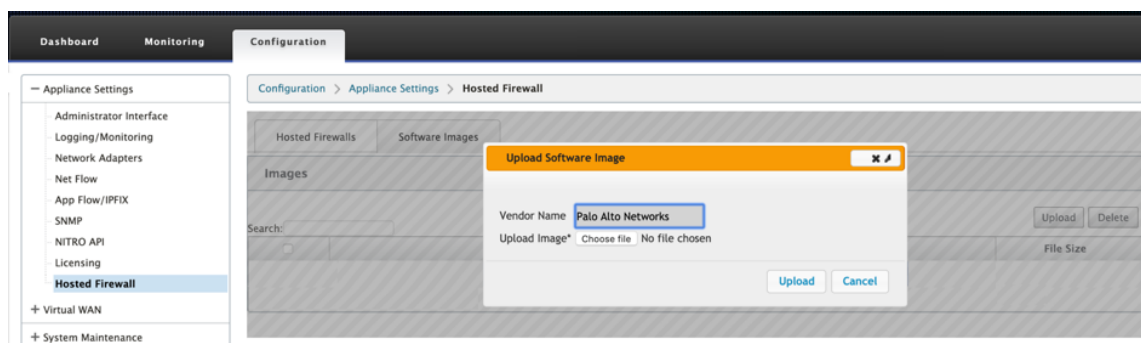 Dashboard Monitoring Configuration
— Appliance Settings
Administrator Interface
Logging/Monitoring
Network Adapters
Net Flow
App Flow/IPFIX
SNMP
NITRO API
Licensing
Hosted Firewall
+ Virtual WAN
+ System Maintenance
Configuration > Appliance Settings > Hosted Firewall
Hosted Firewalls Software Images
Images
Upload Delete
Search:
File Size
Upload Software Image
Vendor Name Palo Alto Networks
Upload Image* Choose file No file chosen
Upload Cancel